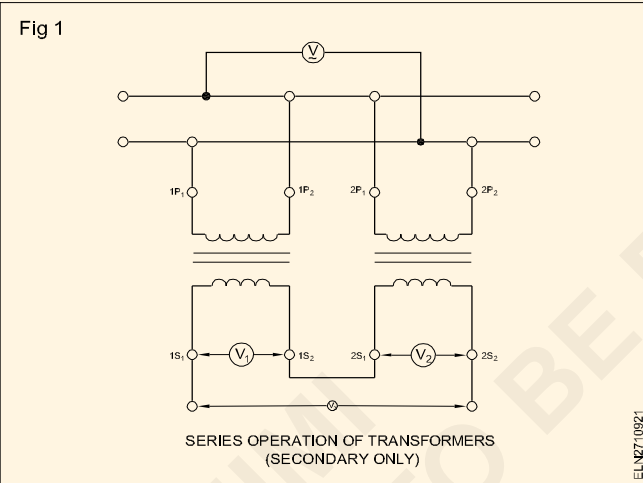 Fig 1
V
~
1P₁ 1P₂ 2P₁ 2P₂
1S₁ V₁ 1S₂ 2S₁ V₂ 2S₂
V
SERIES OPERATION OF TRANSFORMERS
(SECONDARY ONLY)
ELN2710921